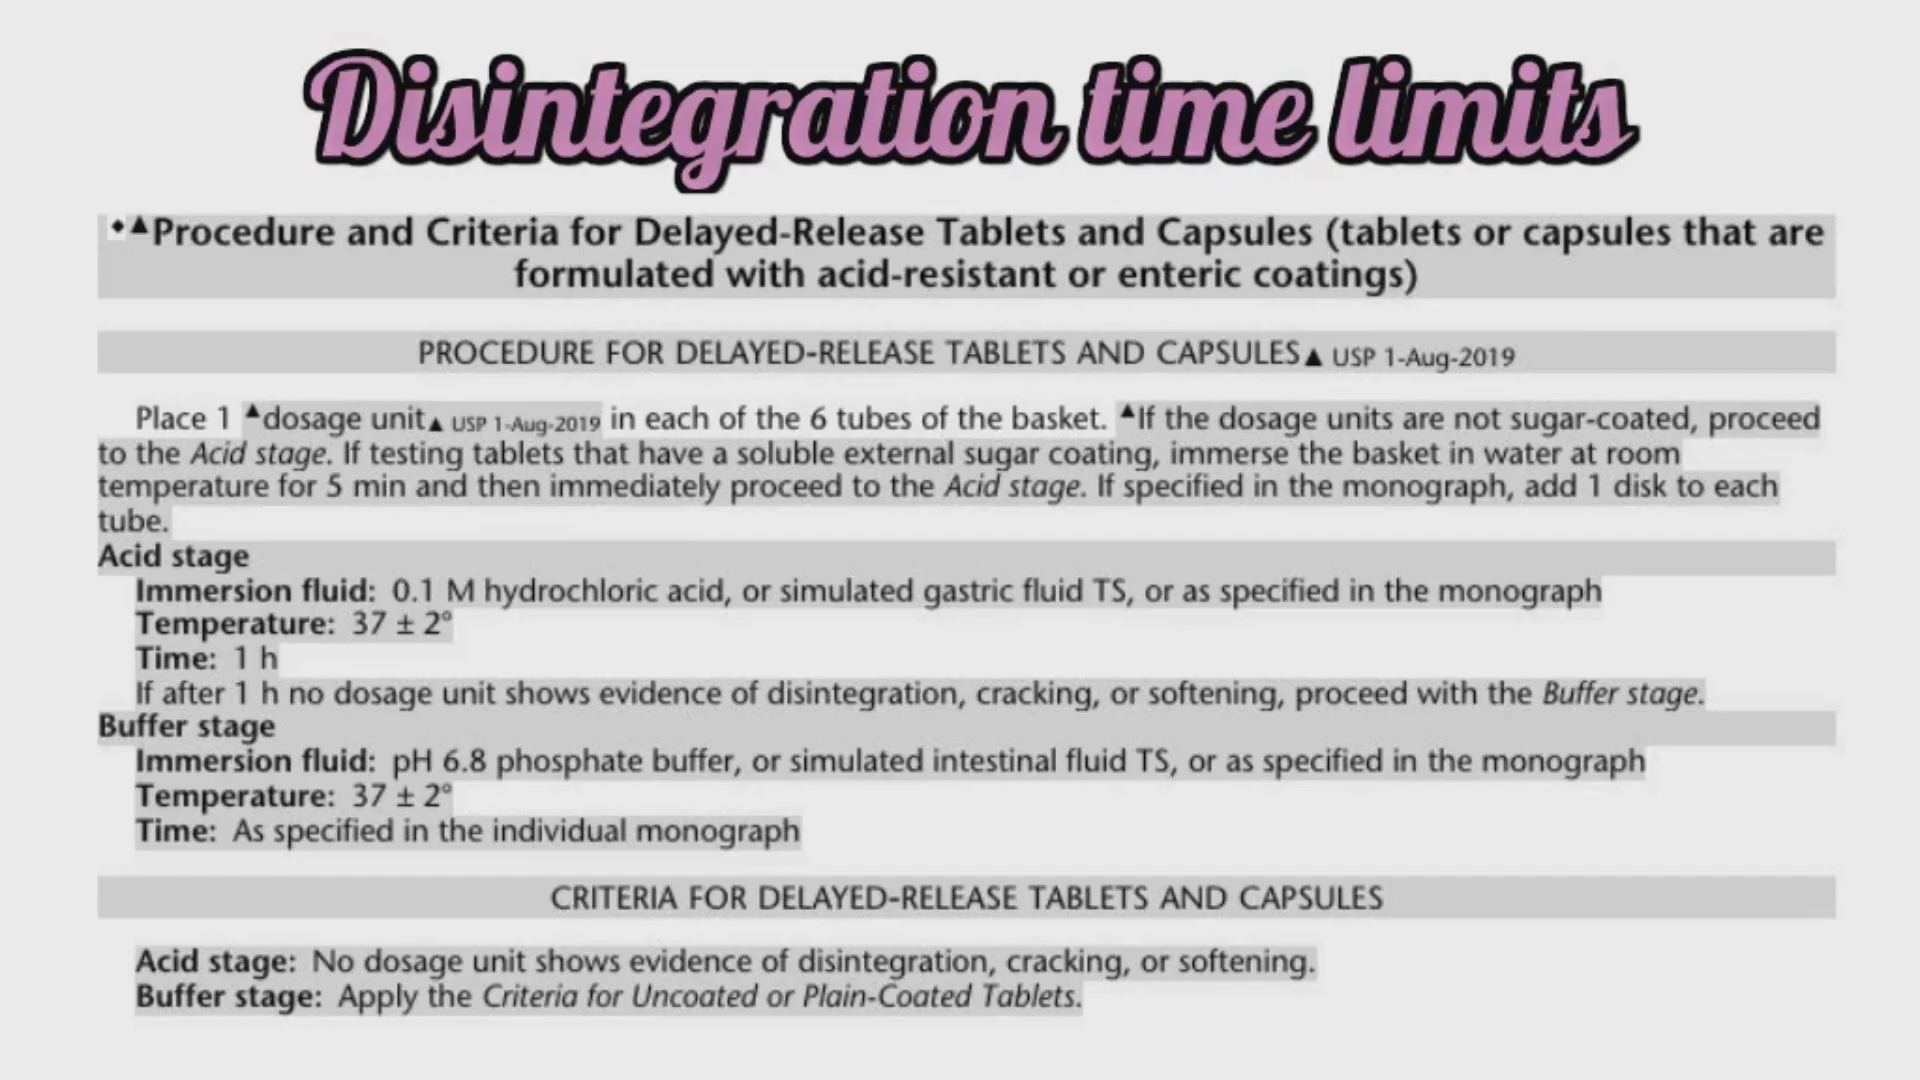 Disintegration time limits
•▲Procedure and Criteria for Delayed-Release Tablets and Capsules (tablets or capsules that are
formulated with acid-resistant or enteric coatings)
PROCEDURE FOR DELAYED-RELEASE TABLETS AND CAPSULES▲ USP 1-Aug-2019
Place 1 ▲dosage unit▲ USP 1-Aug-2019 in each of the 6 tubes of the basket. ▲If the dosage units are not sugar-coated, proceed
to the Acid stage. If testing tablets that have a soluble external sugar coating, immerse the basket in water at room
temperature for 5 min and then immediately proceed to the Acid stage. If specified in the monograph, add 1 disk to each
tube.
Acid stage
Immersion fluid: 0.1 M hydrochloric acid, or simulated gastric fluid TS, or as specified in the monograph
Temperature: 37 ± 2°
Time: 1 h
If after 1 h no dosage unit shows evidence of disintegration, cracking, or softening, proceed with the Buffer stage.
Buffer stage
Immersion fluid: pH 6.8 phosphate buffer, or simulated intestinal fluid TS, or as specified in the monograph
Temperature: 37 ± 2°
Time: As specified in the individual monograph
CRITERIA FOR DELAYED-RELEASE TABLETS AND CAPSULES
Acid stage: No dosage unit shows evidence of disintegration, cracking, or softening.
Buffer stage: Apply the Criteria for Uncoated or Plain-Coated Tablets.